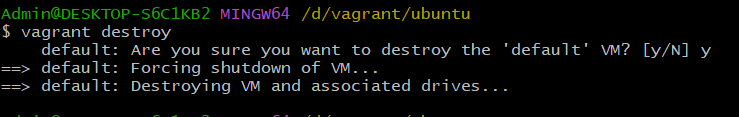 Admin@DESKTOP-S6C1KB2 MINGW64 /d/vagrant/ubuntu
$ vagrant destroy
    default: Are you sure you want to destroy the 'default' VM? [y/N] y
==> default: Forcing shutdown of VM...
==> default: Destroying VM and associated drives...